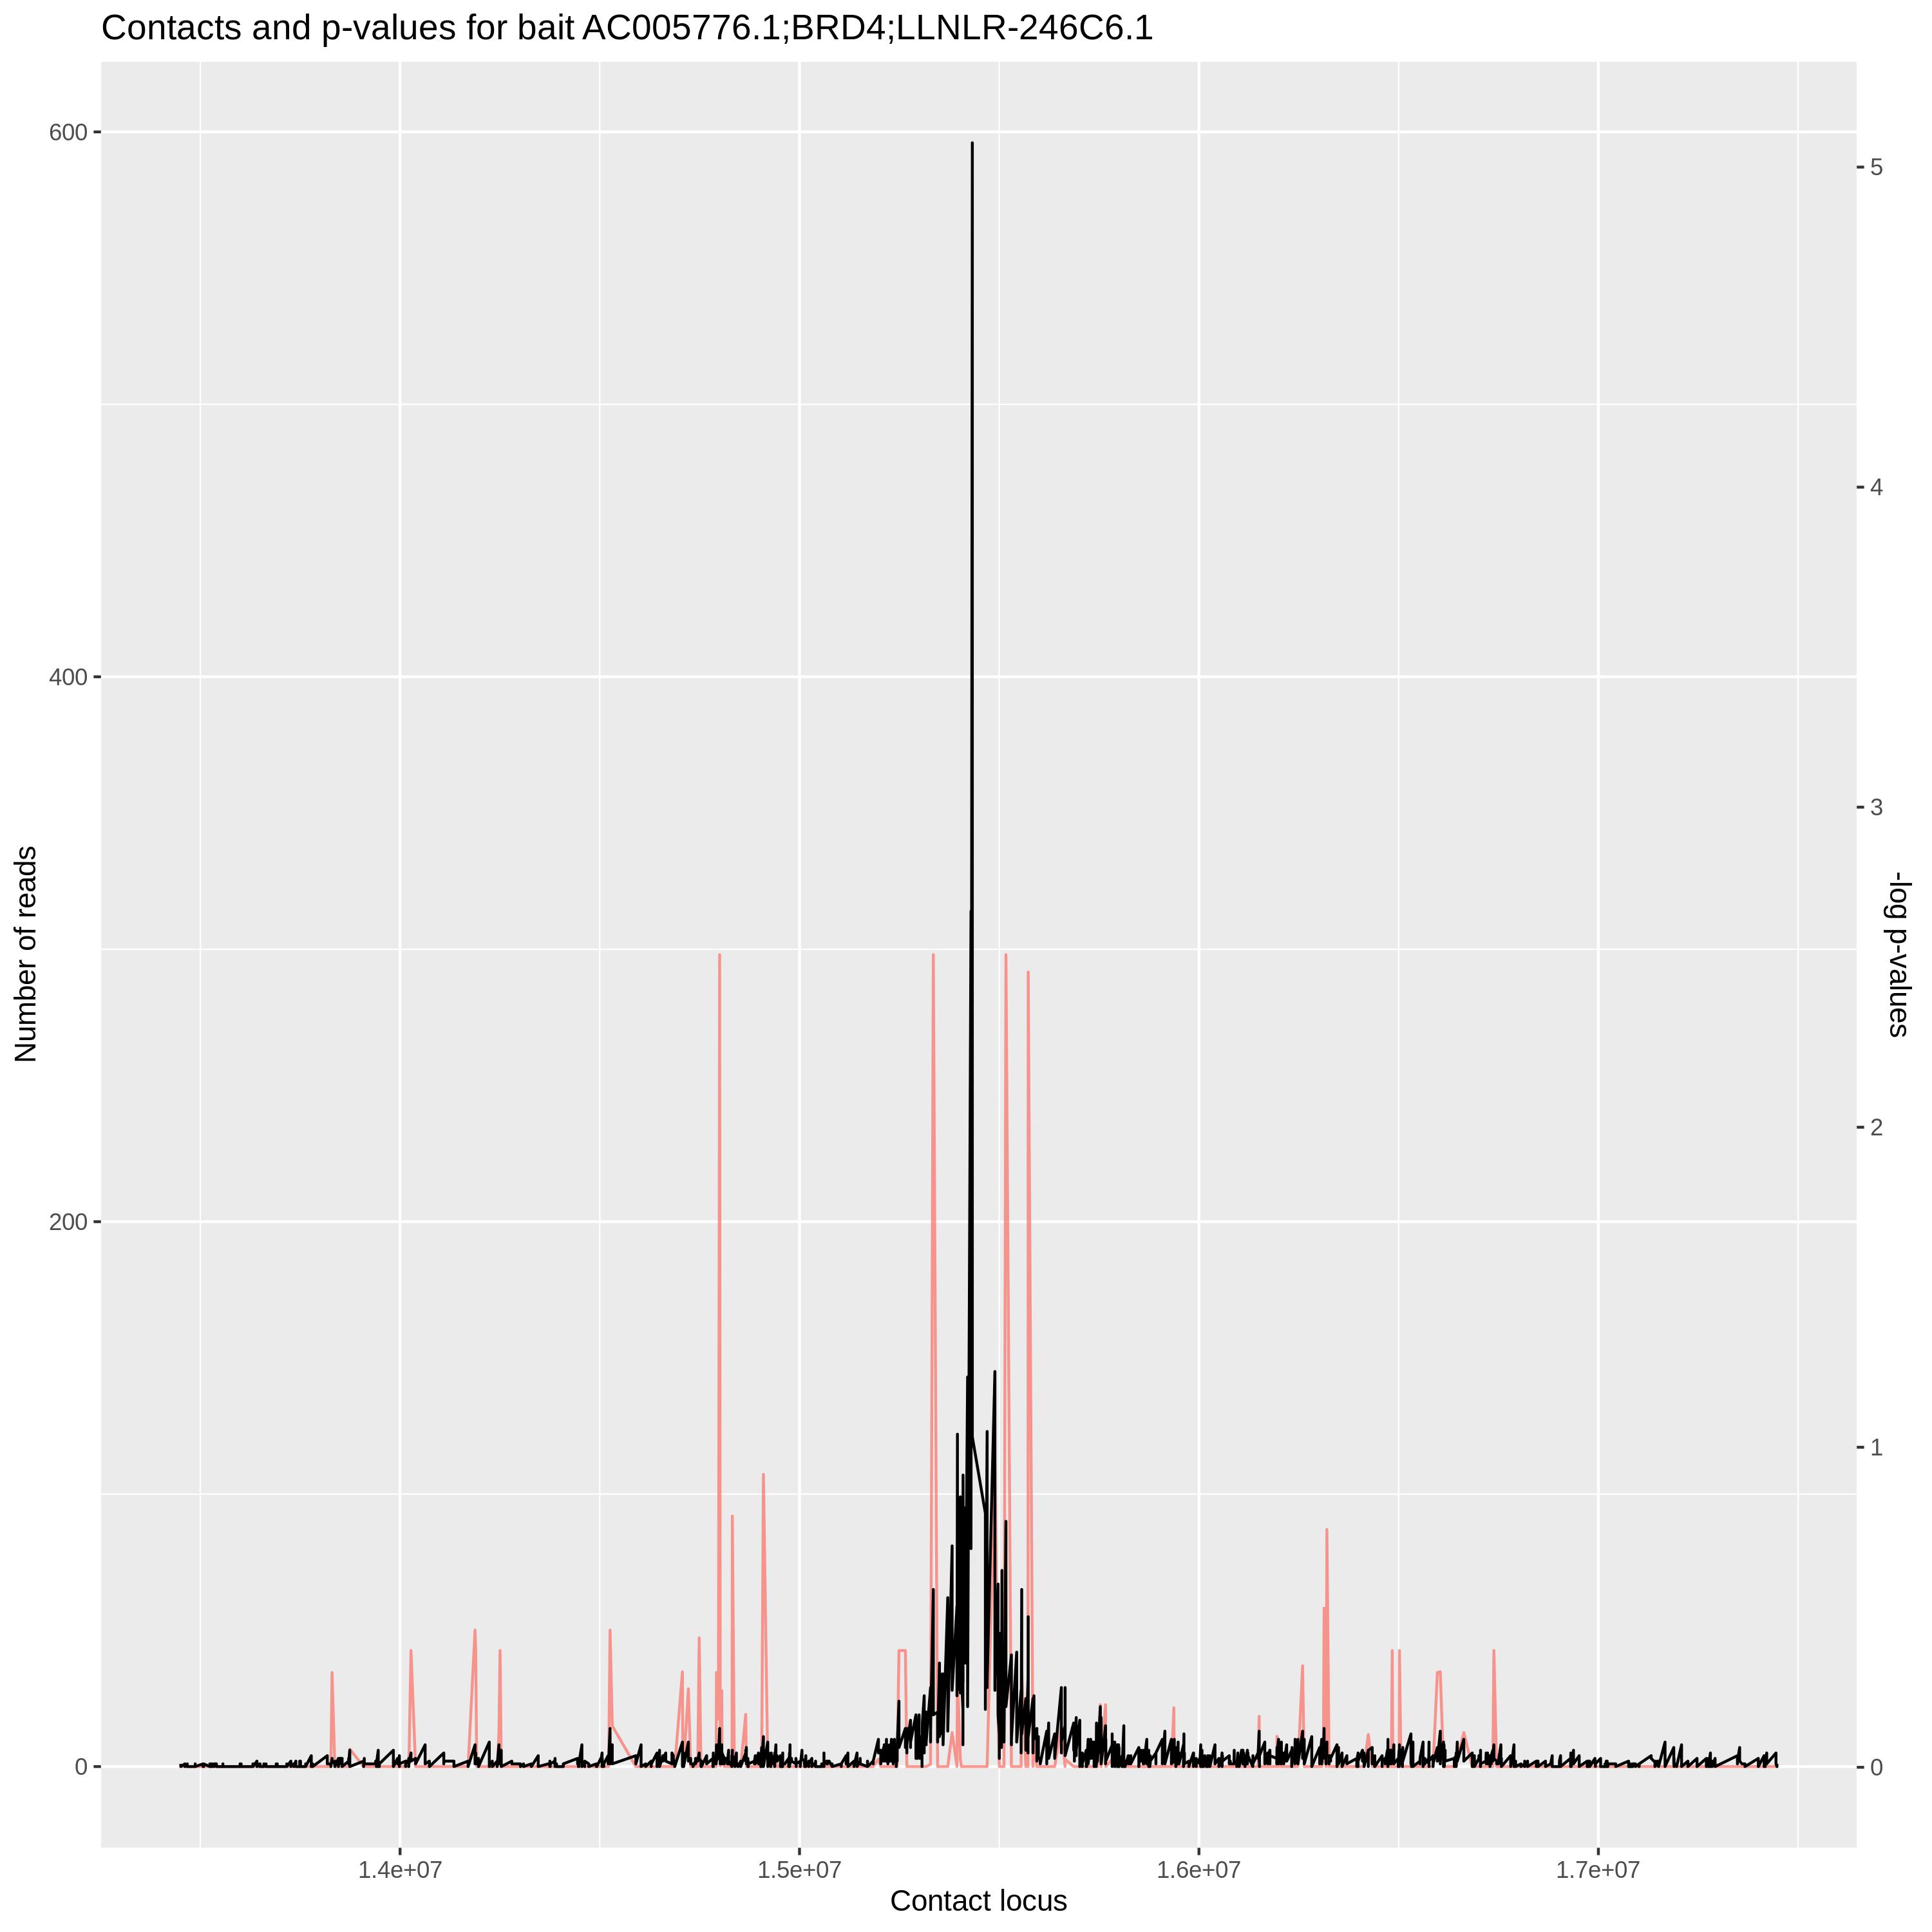 Contacts and p-values for bait AC005776.1;BRD4;LLNLR-246C6.1
600
400
200
0
Number of reads
5
4
3
2
1
0
-log p-values
1.4e+07
1.5e+07
1.6e+07
1.7e+07
Contact locus